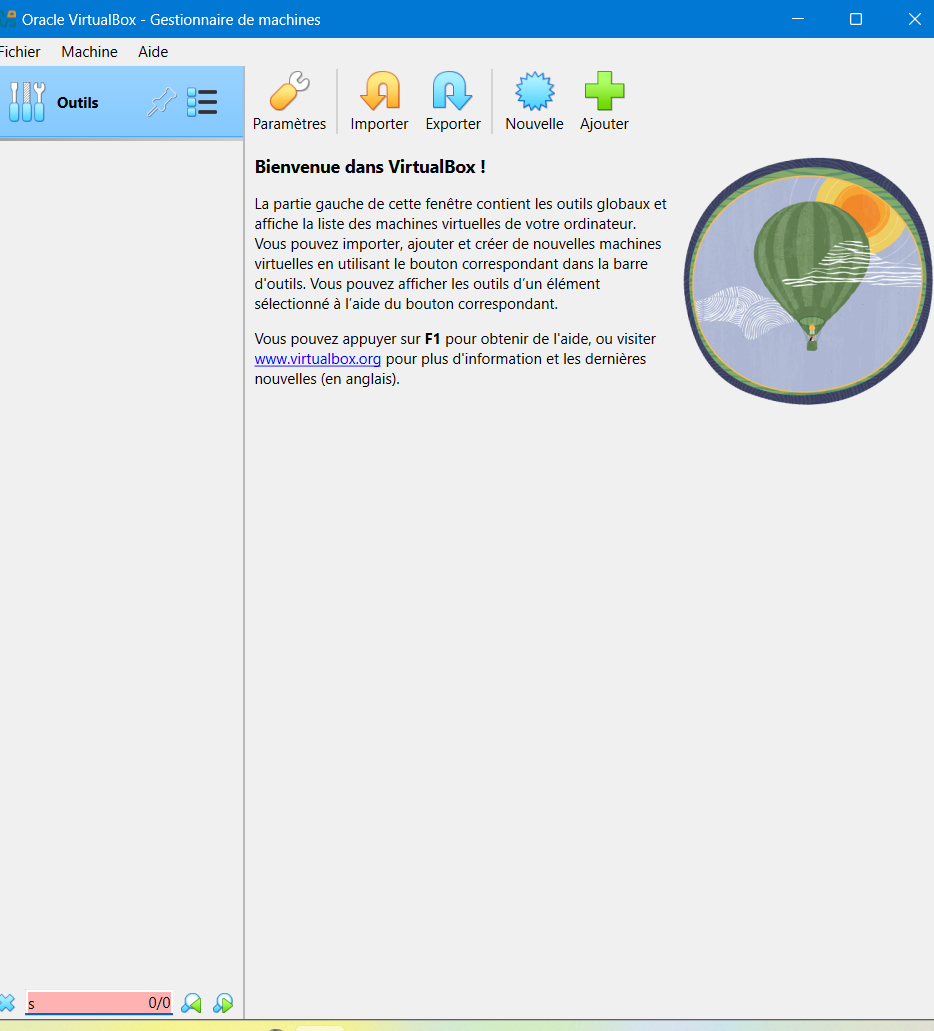 Oracle VirtualBox - Gestionnaire de machines
Fichier Machine Aide
Outils
Paramètres Importer Exporter Nouvelle Ajouter
Bienvenue dans VirtualBox !
La partie gauche de cette fenêtre contient les outils globaux et
affiche la liste des machines virtuelles de votre ordinateur.
Vous pouvez importer, ajouter et créer de nouvelles machines
virtuelles en utilisant le bouton correspondant dans la barre
d'outils. Vous pouvez afficher les outils d’un élément
sélectionné à l’aide du bouton correspondant.
Vous pouvez appuyer sur F1 pour obtenir de l'aide, ou visiter
www.virtualbox.org pour plus d'information et les dernières
nouvelles (en anglais).
s 0/0